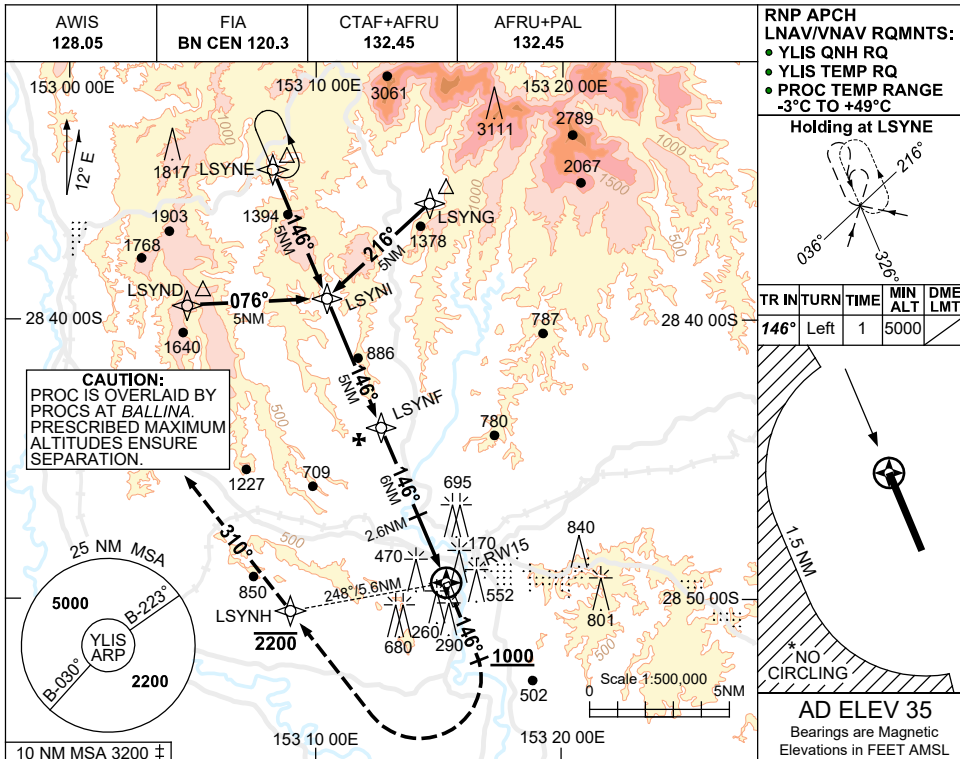 AWIS
128.05
FIA
BN CEN 120.3
CTAF+AFRU
132.45
AFRU+PAL
132.45
RNP APCH
LNAV/VNAV RQMNTS:
YLIS QNH RQ
YLIS TEMP RQ
PROC TEMP RANGE
-3°C TO +49°C
Holding at LSYNE
216°
036°
326°
TR IN TURN TIME MIN ALT DME LMT
146° Left 1 5000
153 00 00E
153 10 00E
153 20 00E
12° E
3061
3111
2789
2067
1000
1000
1500
500
1817
LSYNE
1394
146°
5NM
LSYNG
1378
216°
5NM
1903
1768
LSYND
076°
5NM
LSYNI
28 40 00S
28 40 00S
1640
787
886
146°
5NM
LSYNF
780
CAUTION:
PROC IS OVERLAID BY
PROCS AT BALLINA.
PRESCRIBED MAXIMUM
ALTITUDES ENSURE
SEPARATION.
500
1227
709
146°
6NM
2.6NM
695
170
RW15
470
840
552
801
310°
500
850
248°/5.6NM
LSYNH
2200
680
260
290
146°
1000
502
28 50 00S
500
25 NM MSA
5000
B-223°
YLIS
ARP
B-030°
2200
10 NM MSA 3200 ‡
153 10 00E
153 20 00E
Scale 1:500,000
0 5NM
1.5 NM
*NO
CIRCLING
AD ELEV 35
Bearings are Magnetic
Elevations in FEET AMSL